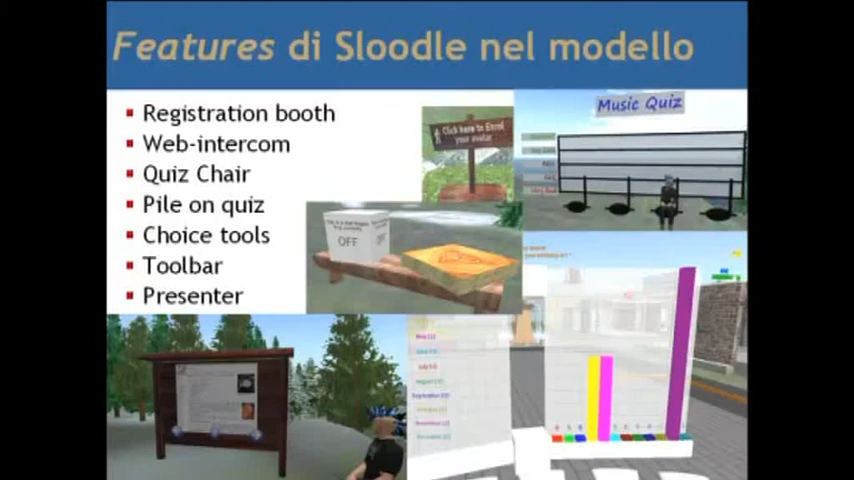 Features di Sloodle nel modello
Registration booth
Web-intercom
Quiz Chair
Pile on quiz
Choice tools
Toolbar
Presenter
Click here to Enrol
your avatar
Music Quiz
OFF